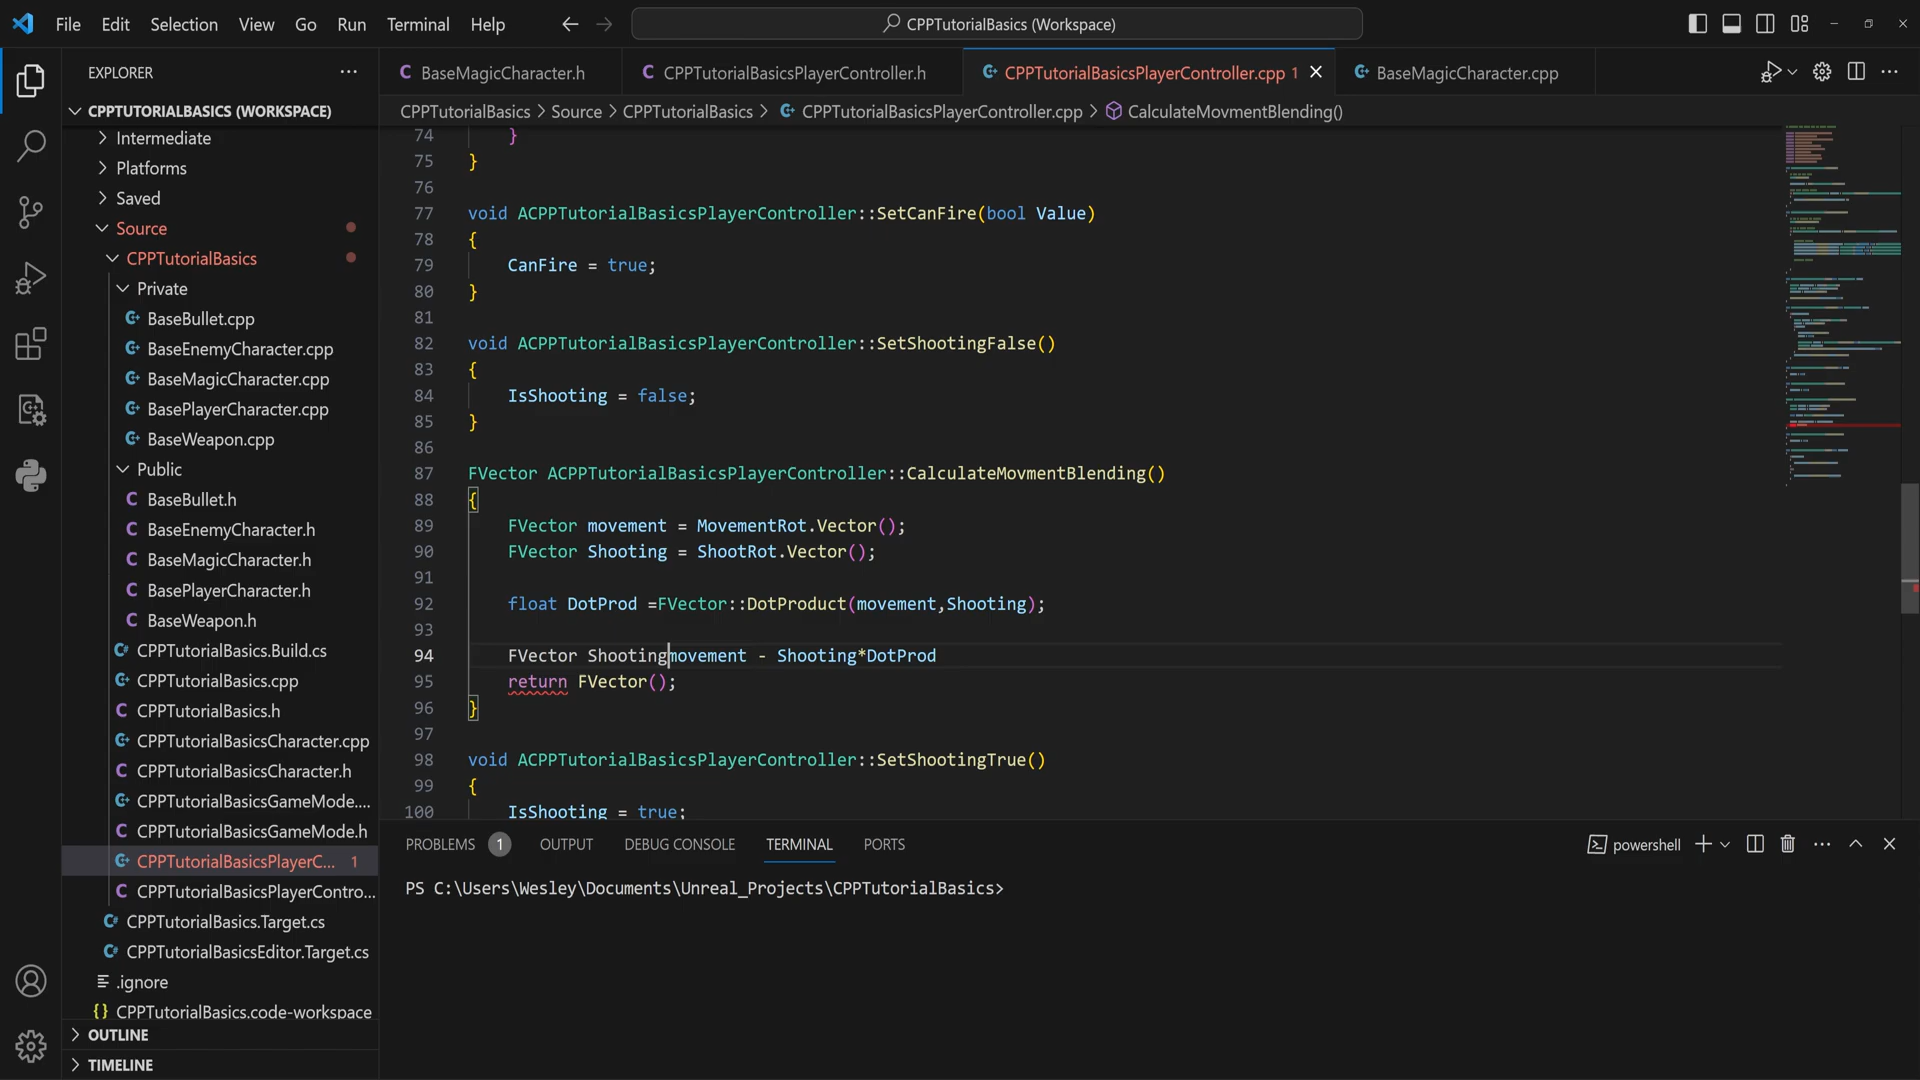 File Edit Selection View Go Run Terminal Help
CPPTutorialBasics (Workspace)
EXPLORER
CPPTUTORIALBASICS (WORKSPACE)
Intermediate
Platforms
Saved
Source
CPPTutorialBasics
Private
BaseBullet.cpp
BaseEnemyCharacter.cpp
BaseMagicCharacter.cpp
BasePlayerCharacter.cpp
BaseWeapon.cpp
Public
BaseBullet.h
BaseEnemyCharacter.h
BaseMagicCharacter.h
BasePlayerCharacter.h
BaseWeapon.h
CPPTutorialBasics.Build.cs
CPPTutorialBasics.cpp
CPPTutorialBasics.h
CPPTutorialBasicsCharacter.cpp
CPPTutorialBasicsCharacter.h
CPPTutorialBasicsGameMode....
CPPTutorialBasicsGameMode.h
CPPTutorialBasicsPlayerC... 1
CPPTutorialBasicsPlayerContro...
CPPTutorialBasics.Target.cs
CPPTutorialBasicsEditor.Target.cs
.ignore
CPPTutorialBasics.code-workspace
OUTLINE
TIMELINE
BaseMagicCharacter.h
CPPTutorialBasicsPlayerController.h
CPPTutorialBasicsPlayerController.cpp 1
BaseMagicCharacter.cpp
CPPTutorialBasics > Source > CPPTutorialBasics > CPPTutorialBasicsPlayerController.cpp > CalculateMovmentBlending()
74 }
75 }
76
77 void ACPPTutorialBasicsPlayerController::SetCanFire(bool Value)
78 {
79 CanFire = true;
80 }
81
82 void ACPPTutorialBasicsPlayerController::SetShootingFalse()
83 {
84 IsShooting = false;
85 }
86
87 FVector ACPPTutorialBasicsPlayerController::CalculateMovmentBlending()
88 {
89 FVector movement = MovementRot.Vector();
90 FVector Shooting = ShootRot.Vector();
91
92 float DotProd =FVector::DotProduct(movement,Shooting);
93
94 FVector Shootingmovement - Shooting*DotProd
95 return FVector();
96 }
97
98 void ACPPTutorialBasicsPlayerController::SetShootingTrue()
99 {
100 IsShooting = true;
PROBLEMS 1 OUTPUT DEBUG CONSOLE TERMINAL PORTS
powershell
PS C:\Users\Wesley\Documents\Unreal_Projects\CPPTutorialBasics>